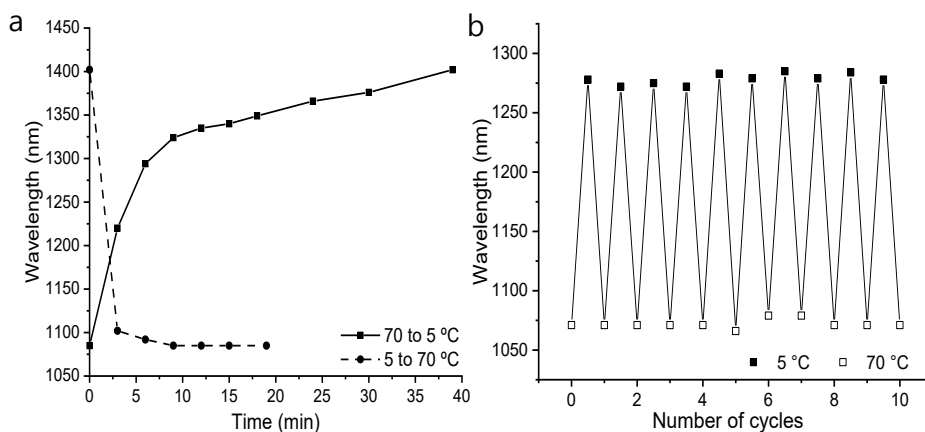 a
1450
1400
1350
1300
1250
1200
1150
1100
1050
Wavelength (nm)
0 5 10 15 20 25 30 35 40
Time (min)
70 to 5 ºC
5 to 70 ºC
b
1300
1250
1200
1150
1100
1050
Wavelength (nm)
0 2 4 6 8 10
Number of cycles
5 °C 70 °C